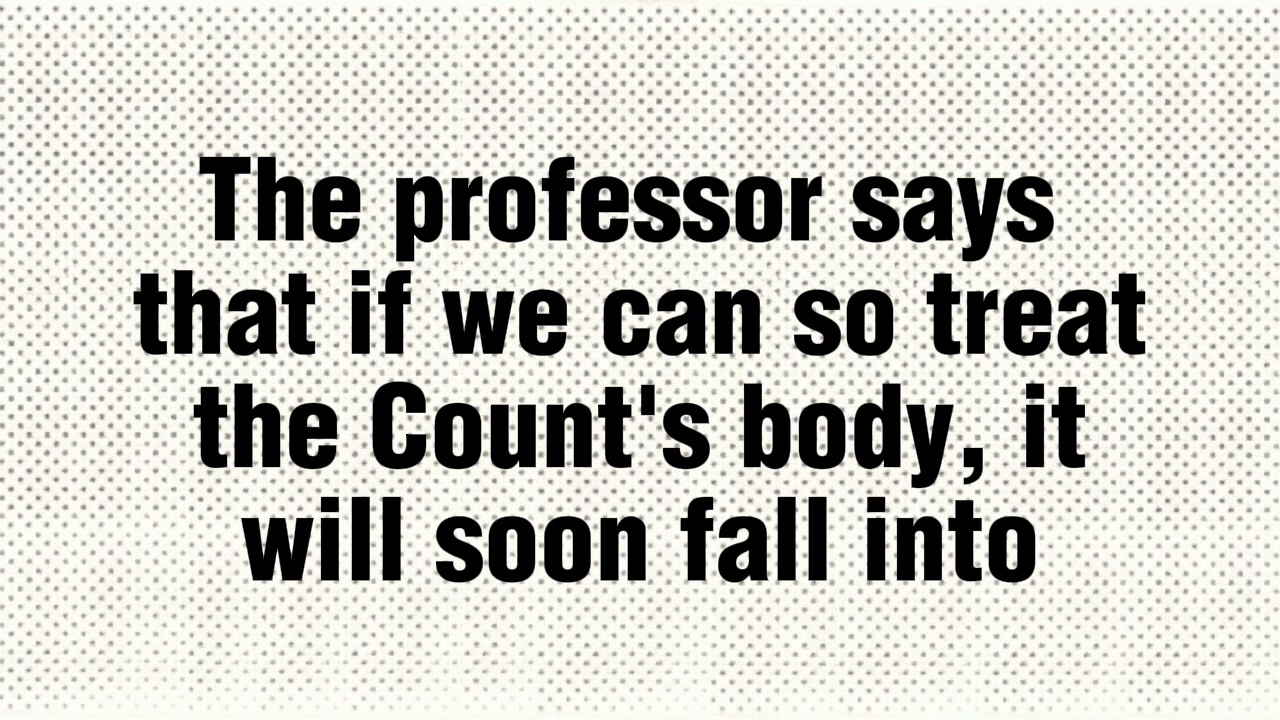 The professor says
that if we can so treat
the Count's body, it
will soon fall into